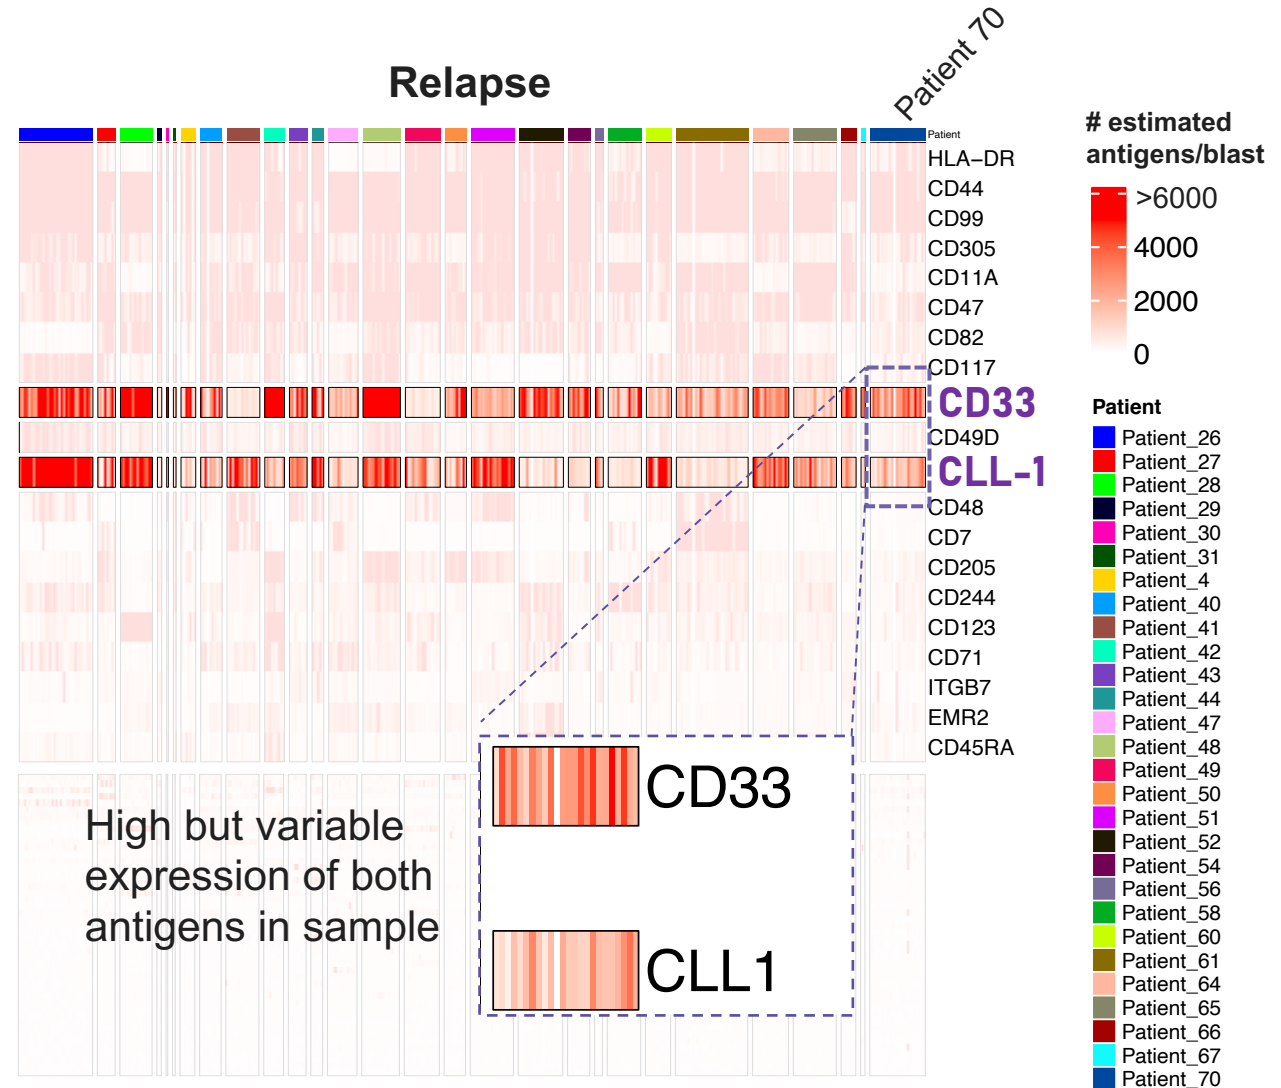 Relapse
Patient 70
Patient
HLA-DR
CD44
CD99
CD305
CD11A
CD47
CD82
CD117
CD33
CD49D
CLL-1
CD48
CD7
CD205
CD244
CD123
CD71
ITGB7
EMR2
CD45RA
High but variable
expression of both
antigens in sample
CD33
CLL1
# estimated
antigens/blast
>6000
4000
2000
0
Patient
Patient_26
Patient_27
Patient_28
Patient_29
Patient_30
Patient_31
Patient_4
Patient_40
Patient_41
Patient_42
Patient_43
Patient_44
Patient_47
Patient_48
Patient_49
Patient_50
Patient_51
Patient_52
Patient_54
Patient_56
Patient_58
Patient_60
Patient_61
Patient_64
Patient_65
Patient_66
Patient_67
Patient_70